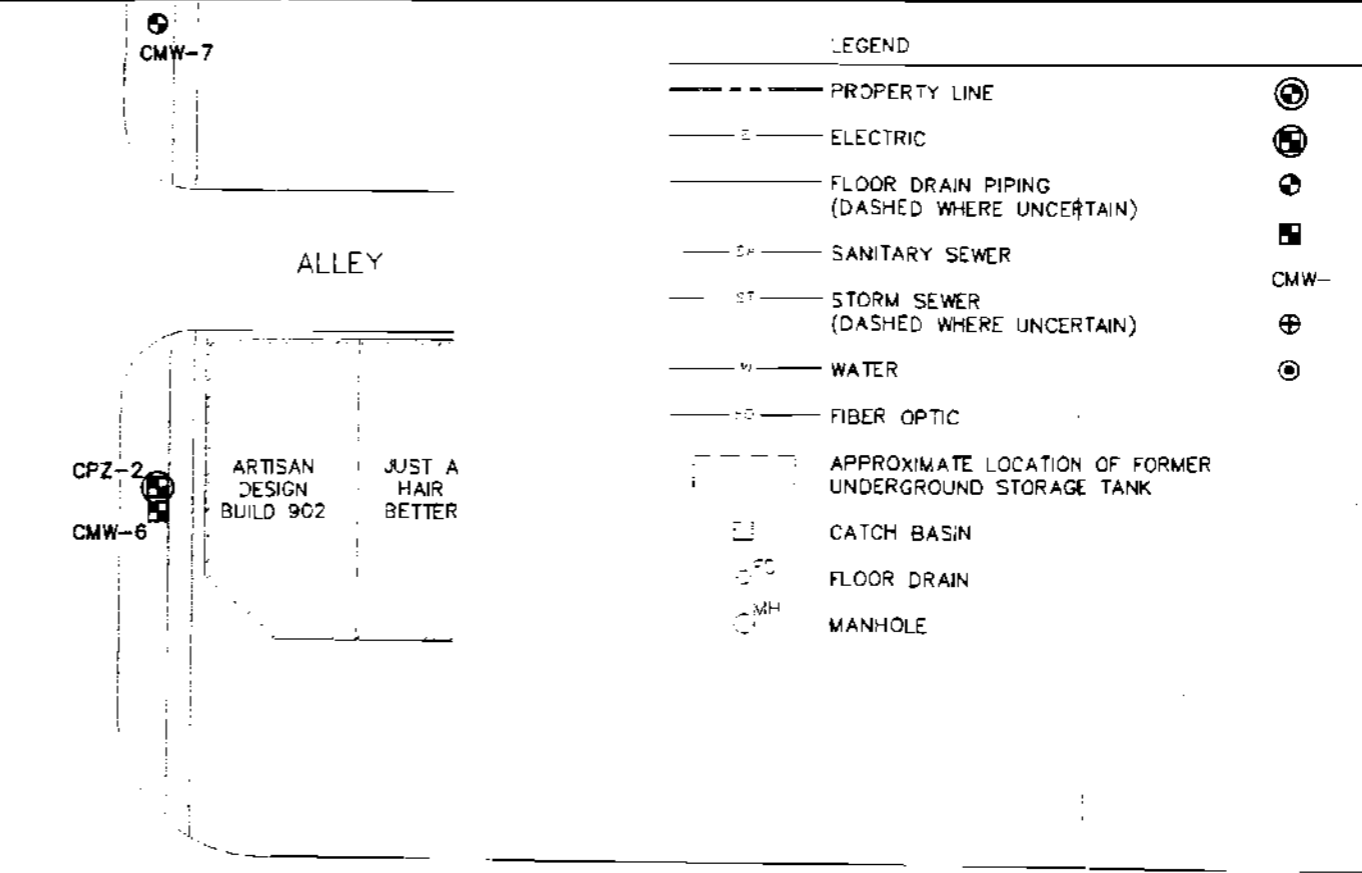 CMW-7
ALLEY
CPZ-2
CMW-6
ARTISAN
DESIGN
BUILD 902
JUST A
HAIR
BETTER
LEGEND
PROPERTY LINE
E
ELECTRIC
FLOOR DRAIN PIPING
(DASHED WHERE UNCERTAIN)
SANITARY SEWER
ST
STORM SEWER
(DASHED WHERE UNCERTAIN)
W
WATER
FIBER OPTIC
APPROXIMATE LOCATION OF FORMER
UNDERGROUND STORAGE TANK
CATCH BASIN
FLOOR DRAIN
MH
MANHOLE
CMW-